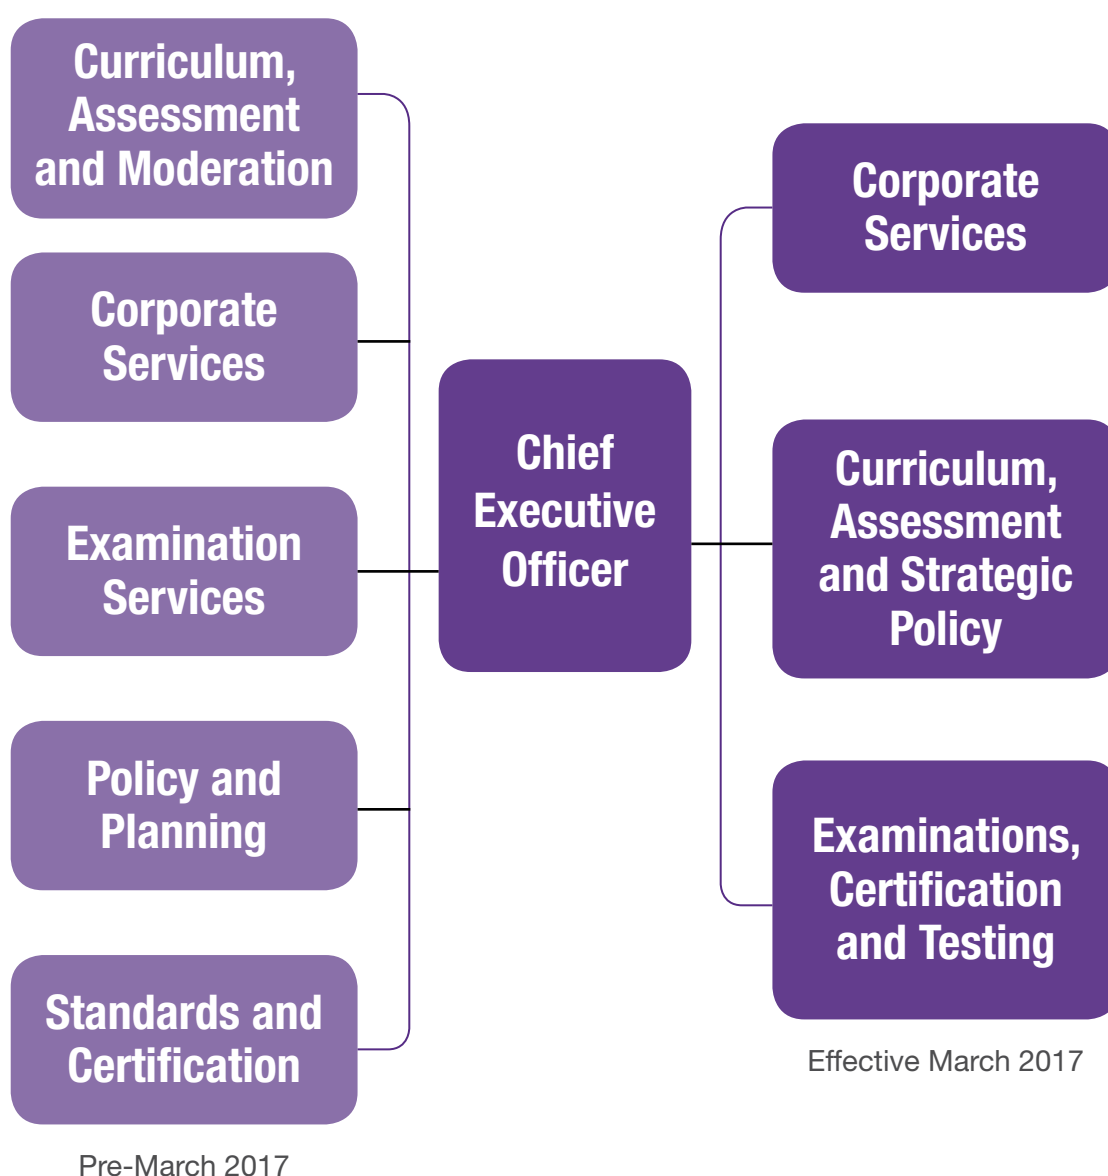 Curriculum,
Assessment
and Moderation
Corporate
Services
Examination
Services
Policy and
Planning
Standards and
Certification
Pre-March 2017
Chief
Executive
Officer
Corporate
Services
Curriculum,
Assessment
and Strategic
Policy
Examinations,
Certification
and Testing
Effective March 2017